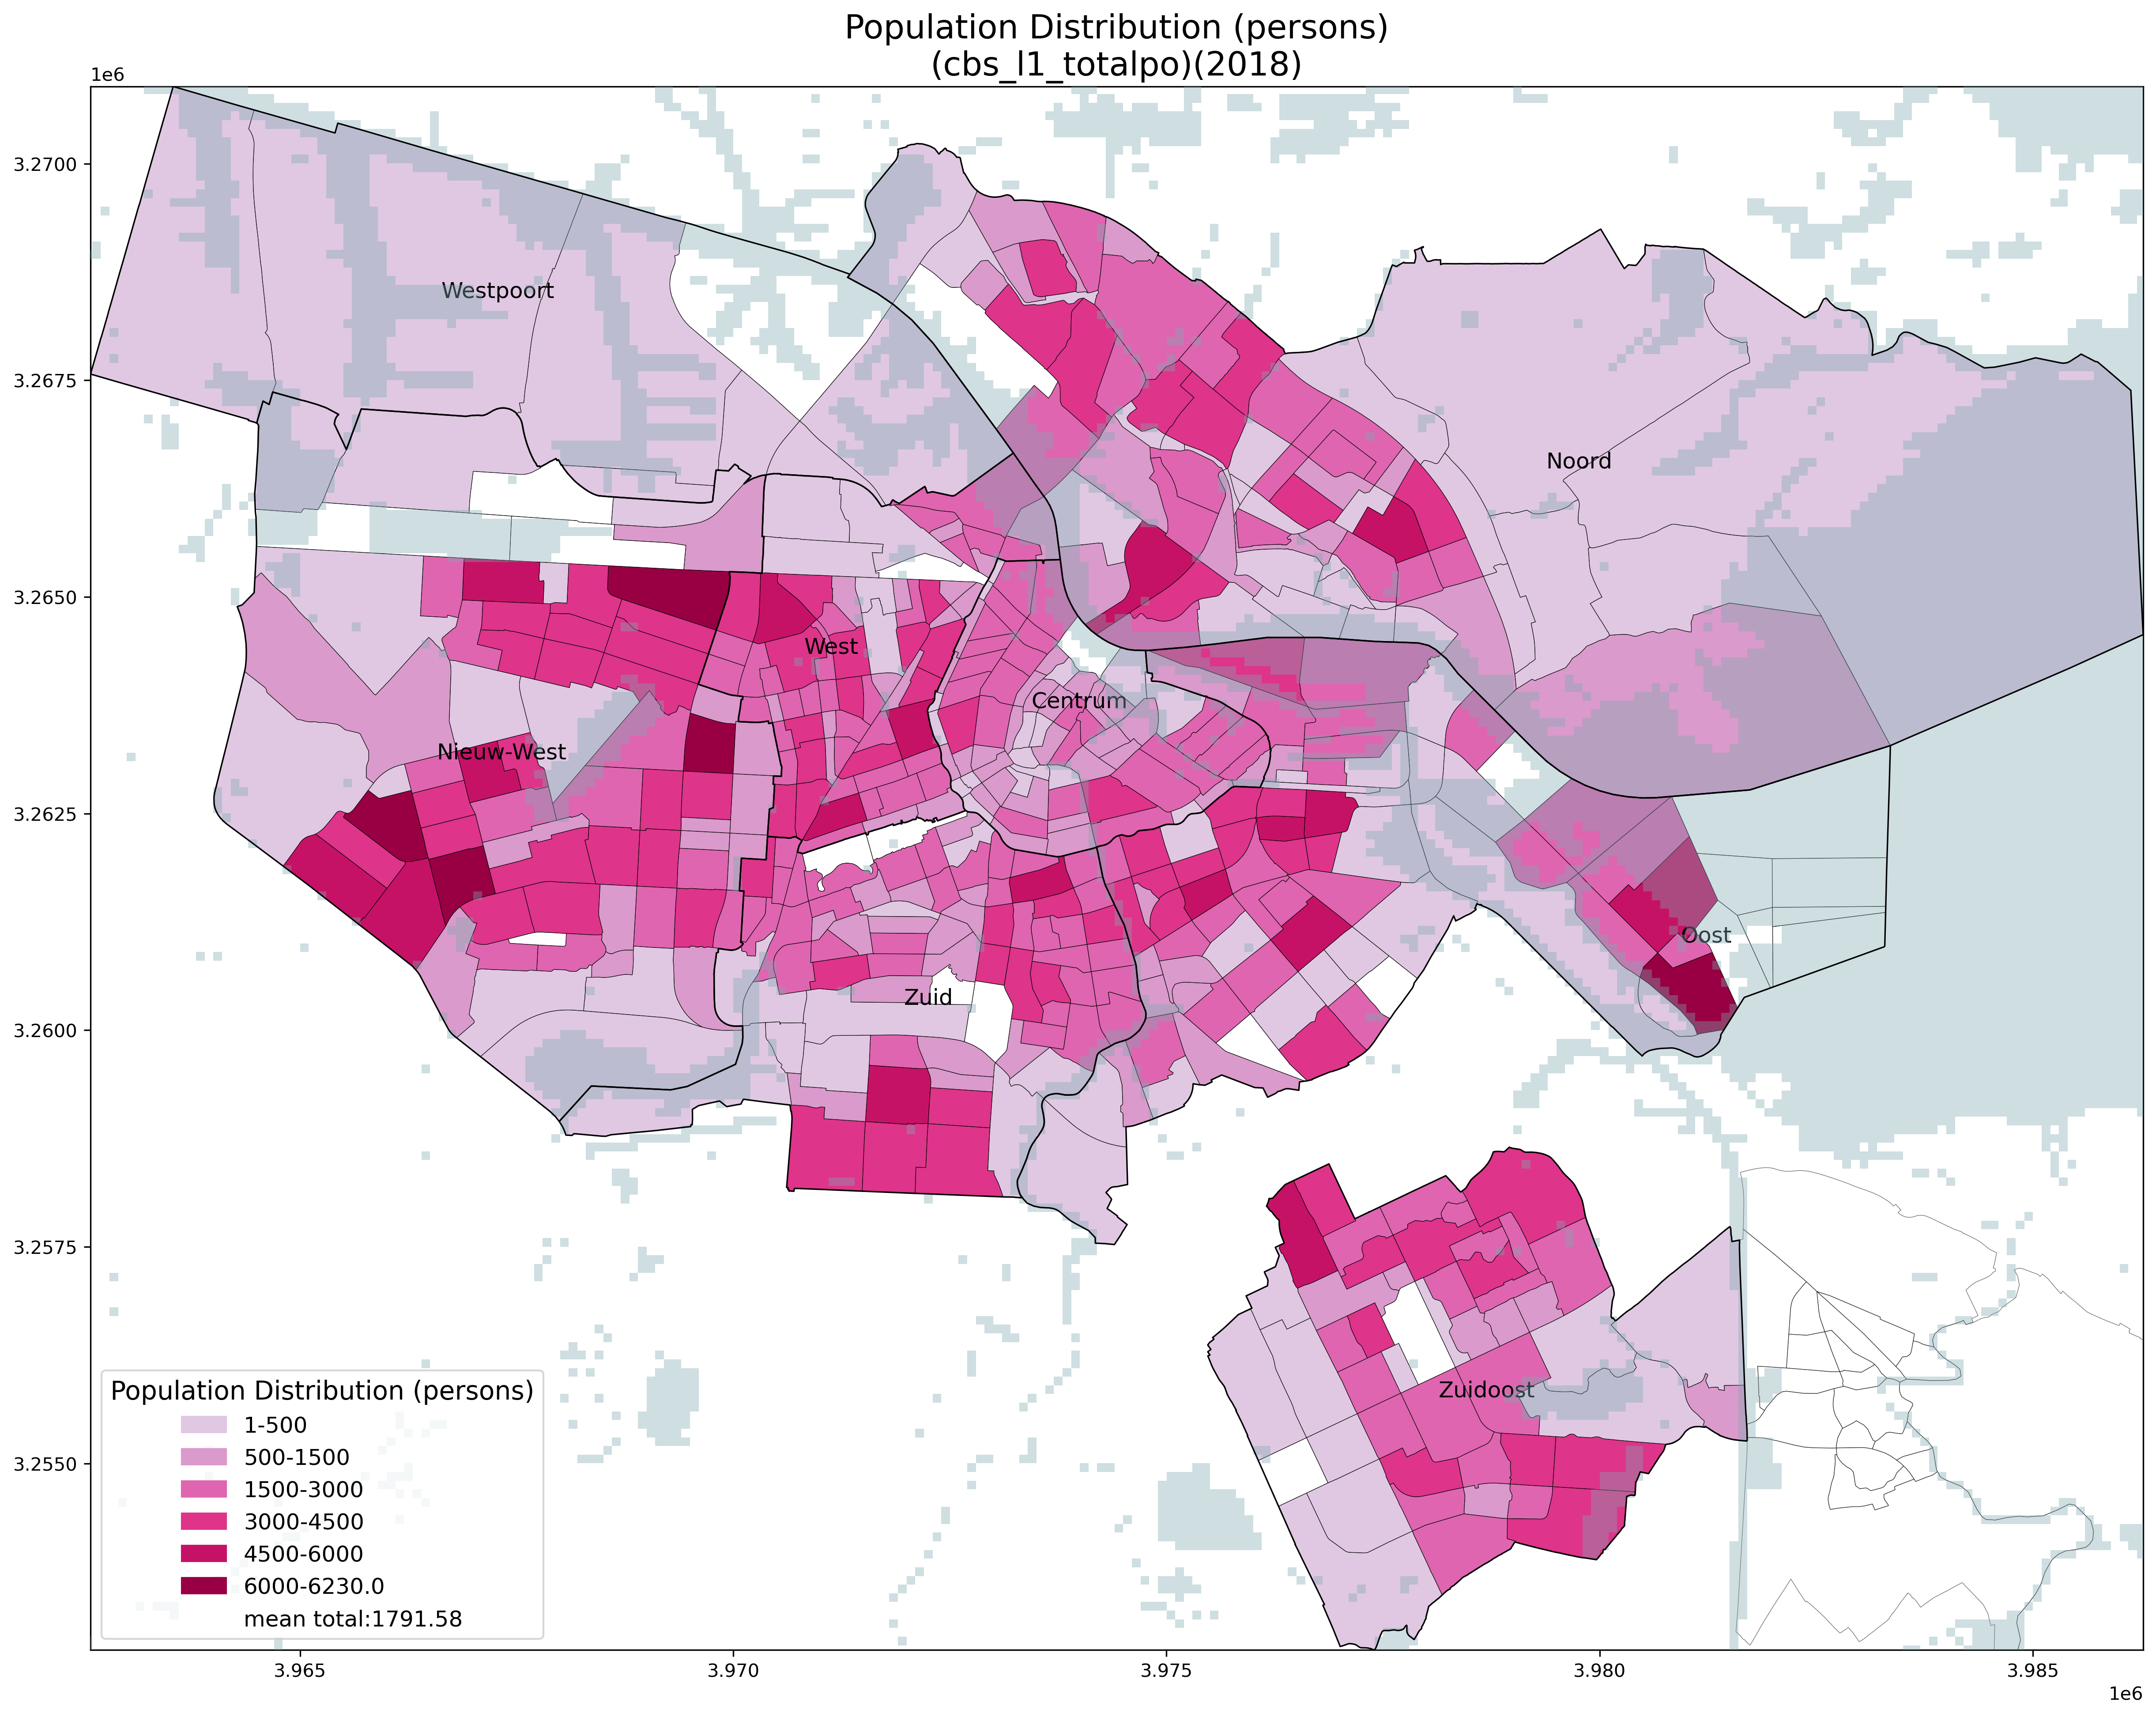 Population Distribution (persons)
(cbs_l1_totalpo)(2018)
1e6
3.2700
3.2675
3.2650
3.2625
3.2600
3.2575
3.2550
Westpoort
Noord
West
Centrum
Nieuw-West
Oost
Zuid
Zuidoost
Population Distribution (persons)
1-500
500-1500
1500-3000
3000-4500
4500-6000
6000-6230.0
mean total:1791.58
3.965
3.970
3.975
3.980
3.985
1e6